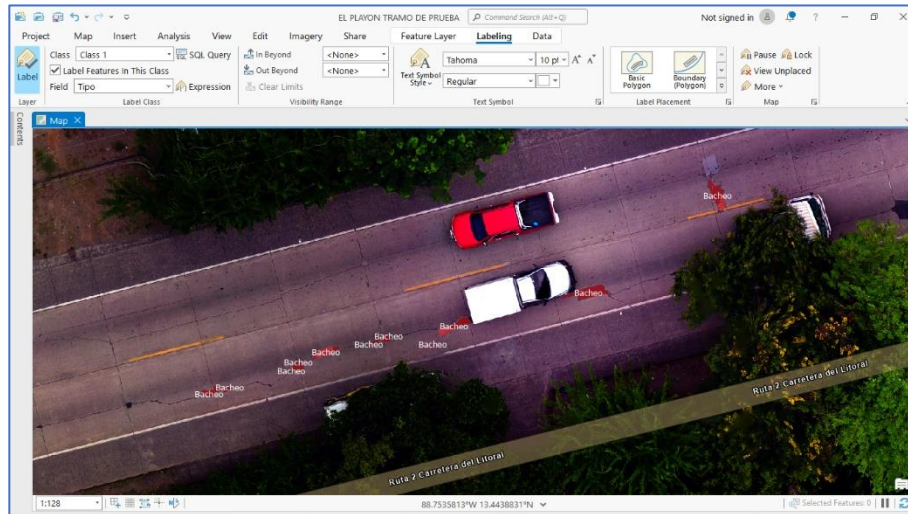 EL PLAYON TRAMO DE PRUEBA
Command Search (Alt+Q)
Not signed in
?
Project Map Insert Analysis View Edit Imagery Share Feature Layer Labeling Data
Label
Layer
Class Class 1
SQL Query
Label Features In This Class
Field Tipo
Expression
Label Class
In Beyond <None>
Out Beyond <None>
Clear Limits
Visibility Range
Text Symbol Style
Tahoma 10 pt
Regular
Text Symbol
Basic Polygon
Boundary (Polygon)
Label Placement
Pause Lock
View Unplaced
More
Map
Contents
Map
Bacheo
Bacheo
Bacheo
Bacheo
Bacheo
Bacheo
Bacheo
Bacheo
Bacheo
Bacheo
Bacheo
Ruta 2 Carretera del Litoral
Ruta 2 Carretera del Litoral
1:128
88.7535813°W 13.4438831°N
Selected Features: 0